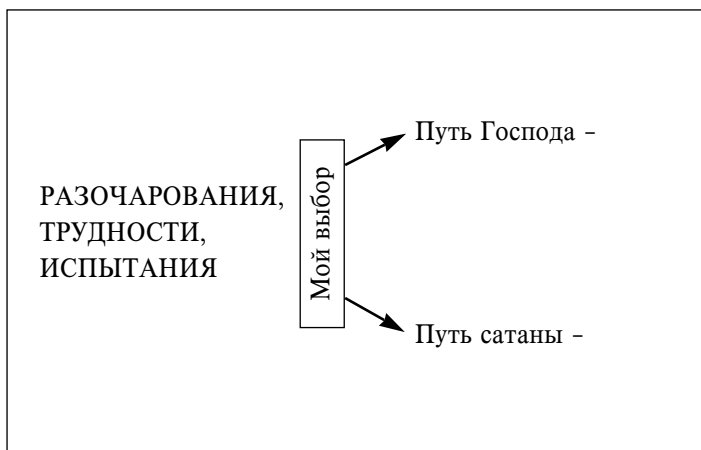 РАЗОЧАРОВАНИЯ,
ТРУДНОСТИ,
ИСПЫТАНИЯ
Мой выбор
Путь Господа –
Путь сатаны –